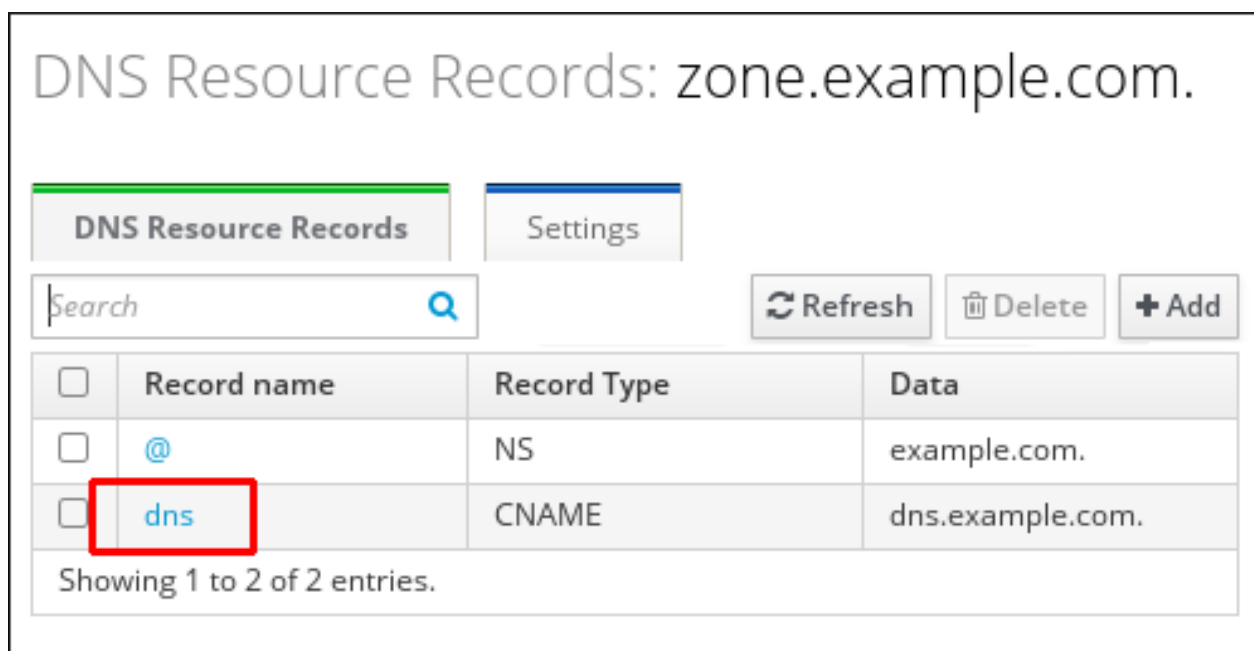 DNS Resource Records: zone.example.com.
DNS Resource Records Settings
Search Refresh Delete Add
Record name Record Type Data
@ NS example.com.
dns CNAME dns.example.com.
Showing 1 to 2 of 2 entries.